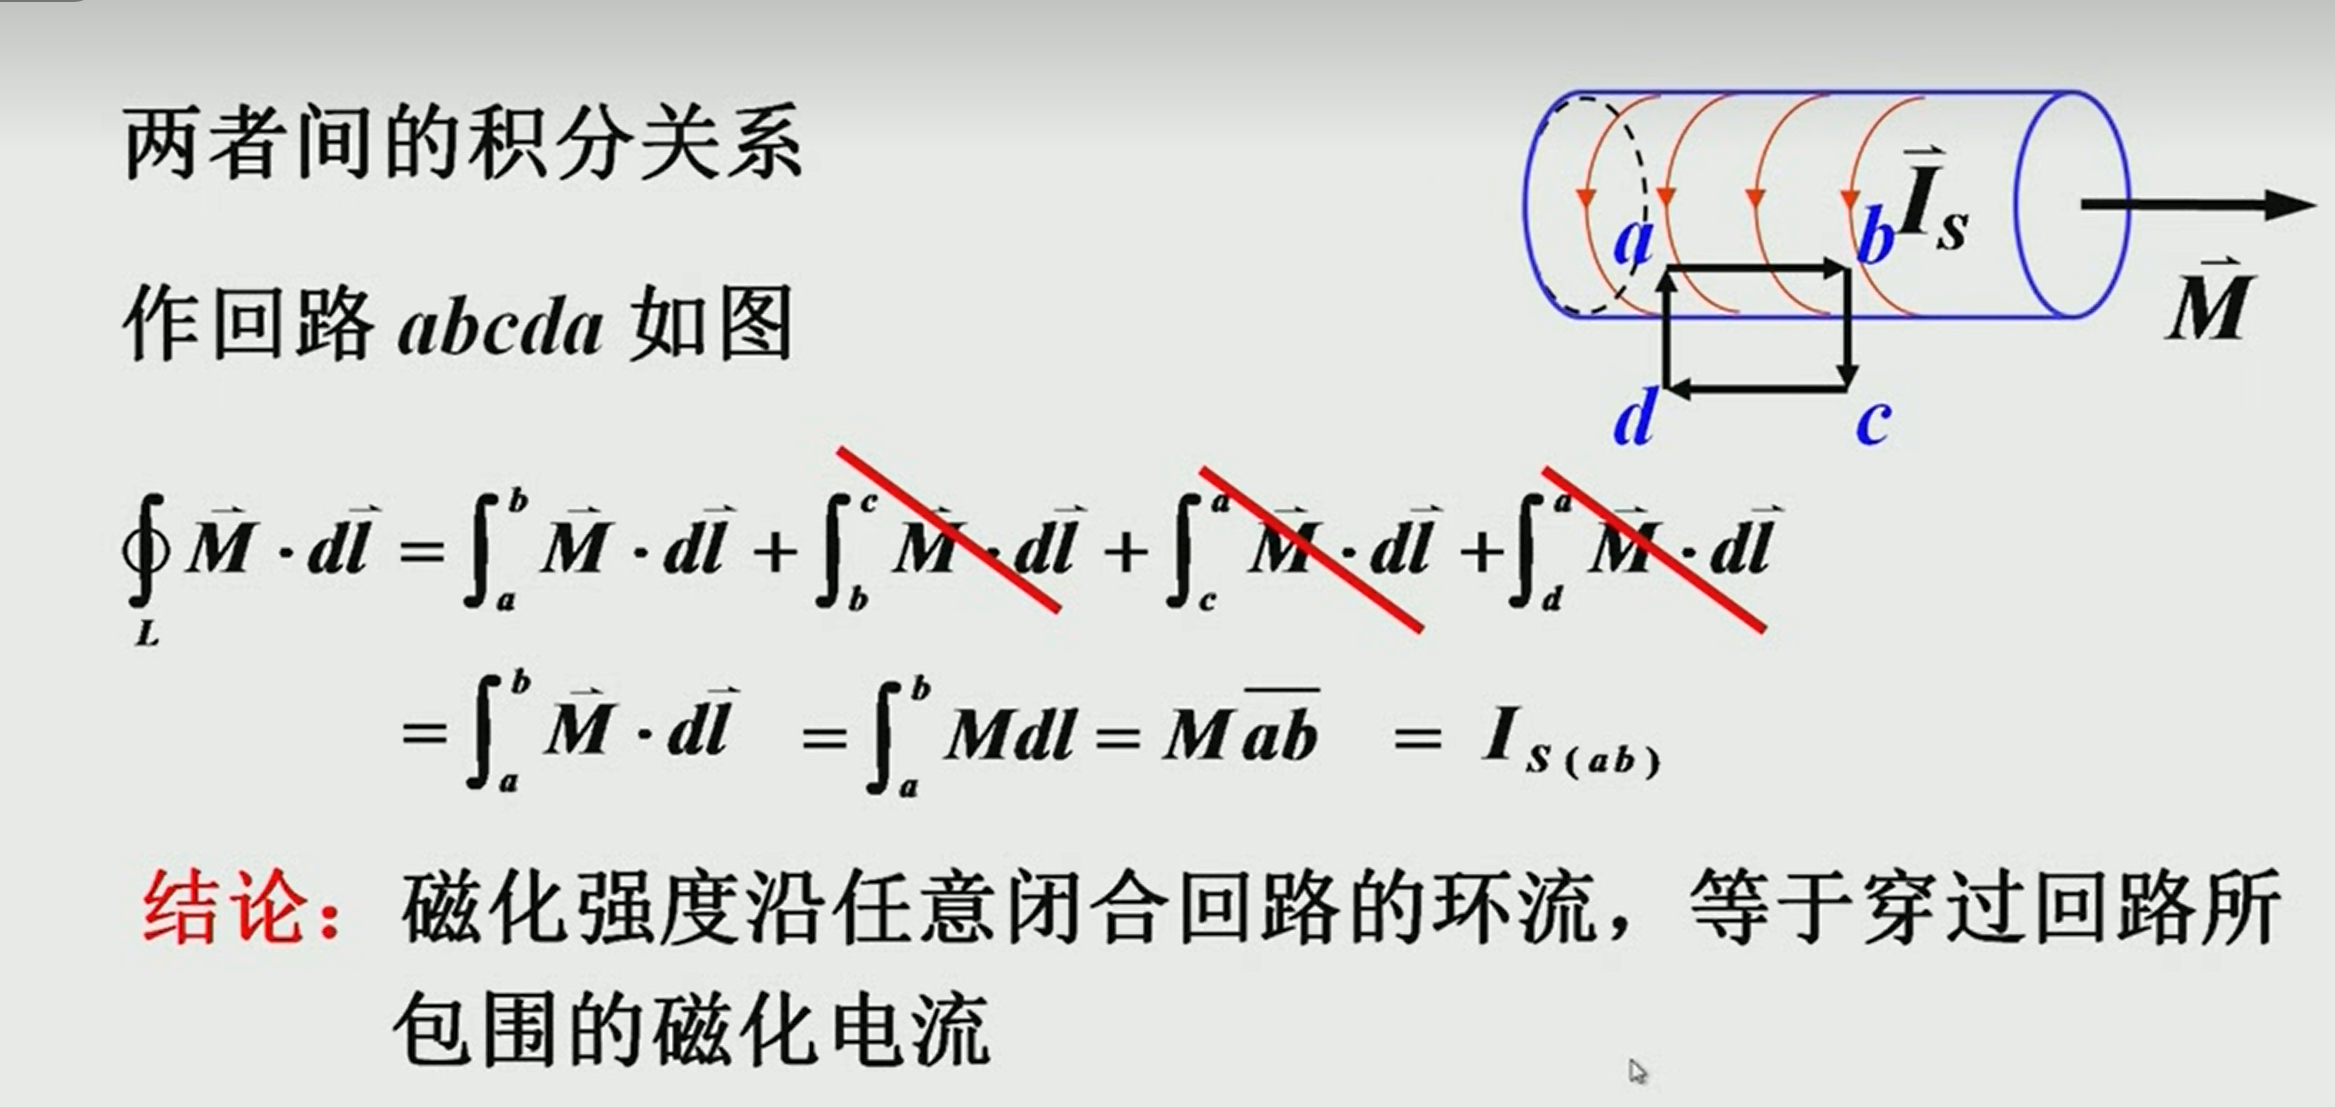 两者间的积分关系
作回路 abcda 如图
a
b
c
d
$\vec{I}_S$
$\vec{M}$
$\oint_L \vec{M} \cdot d\vec{l} = \int_a^b \vec{M} \cdot d\vec{l} + \int_b^c \vec{M} \cdot d\vec{l} + \int_c^a \vec{M} \cdot d\vec{l} + \int_d^a \vec{M} \cdot d\vec{l}$
$= \int_a^b \vec{M} \cdot d\vec{l} = \int_a^b Mdl = M\overline{ab} = I_{S(ab)}$
结论：磁化强度沿任意闭合回路的环流，等于穿过回路所
包围的磁化电流